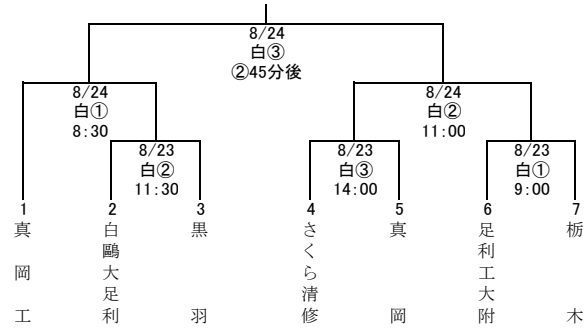 8/24
白③
②45分後
8/24
白①
8:30
8/24
白②
11:00
8/23
白②
11:30
8/23
白③
14:00
8/23
白①
9:00
1
真岡工
2
白鷗大足利
3
黒羽
4
さくら清修
5
真岡
6
足利工大附
7
栃木